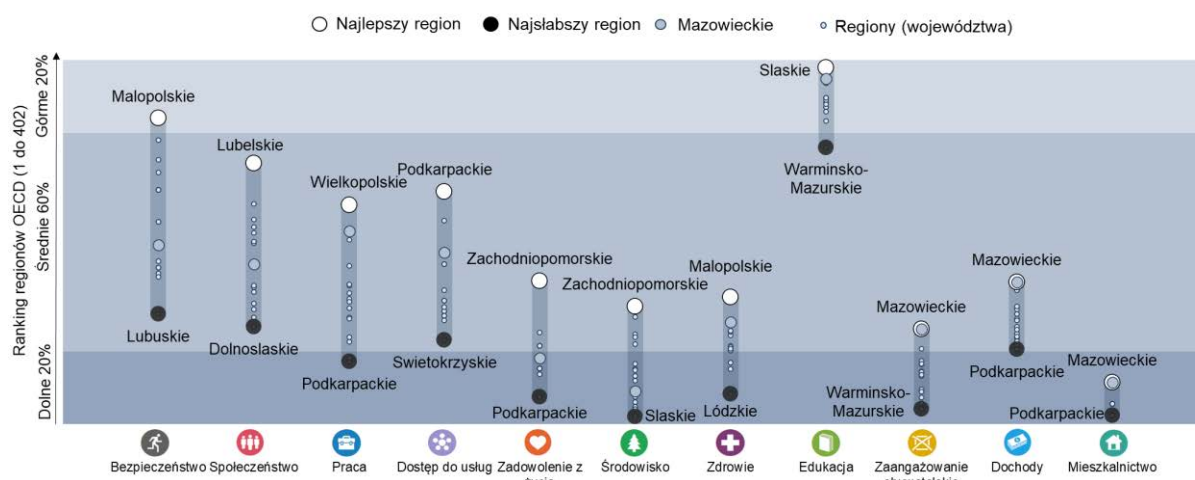 Najlepszy region
Najsłabszy region
Mazowieckie
Regiony (województwa)
Ranking regionów OECD (1 do 402)
Górme 20%
Średnie 60%
Dolne 20%
Malopolskie
Lubuskie
Lubelskie
Dolnoslaskie
Wielkopolskie
Podkarpackie
Podkarpackie
Swietokrzyskie
Zachodniopomorskie
Podkarpackie
Zachodniopomorskie
Slaskie
Malopolskie
Lódzkie
Slaskie
Warminsko-
Mazurskie
Mazowieckie
Warminsko-
Mazurskie
Mazowieckie
Podkarpackie
Mazowieckie
Podkarpackie
Bezpieczeństwo
Społeczeństwo
Praca
Dostęp do usług
Zadowolenie z
Środowisko
Zdrowie
Edukacja
Zaangażowanie
Dochody
Mieszkalnictwo